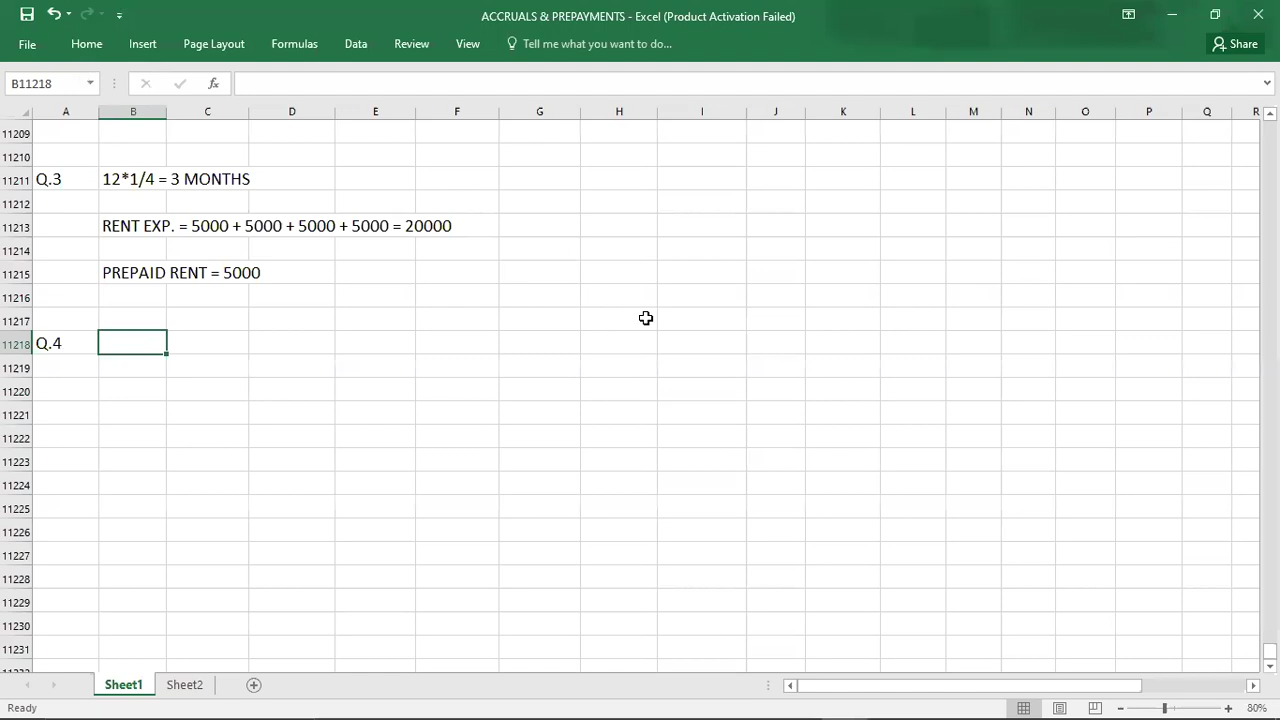 ACCRUALS & PREPAYMENTS - Excel (Product Activation Failed)
File Home Insert Page Layout Formulas Data Review View Tell me what you want to do... Share
B11218 fx
A B C D E F G H I J K L M N O P Q R
11209
11210
11211 Q.3 12*1/4 = 3 MONTHS
11212
11213 RENT EXP. = 5000 + 5000 + 5000 + 5000 = 20000
11214
11215 PREPAID RENT = 5000
11216
11217
11218 Q.4
11219
11220
11221
11222
11223
11224
11225
11226
11227
11228
11229
11230
11231
Sheet1 Sheet2
Ready 80%